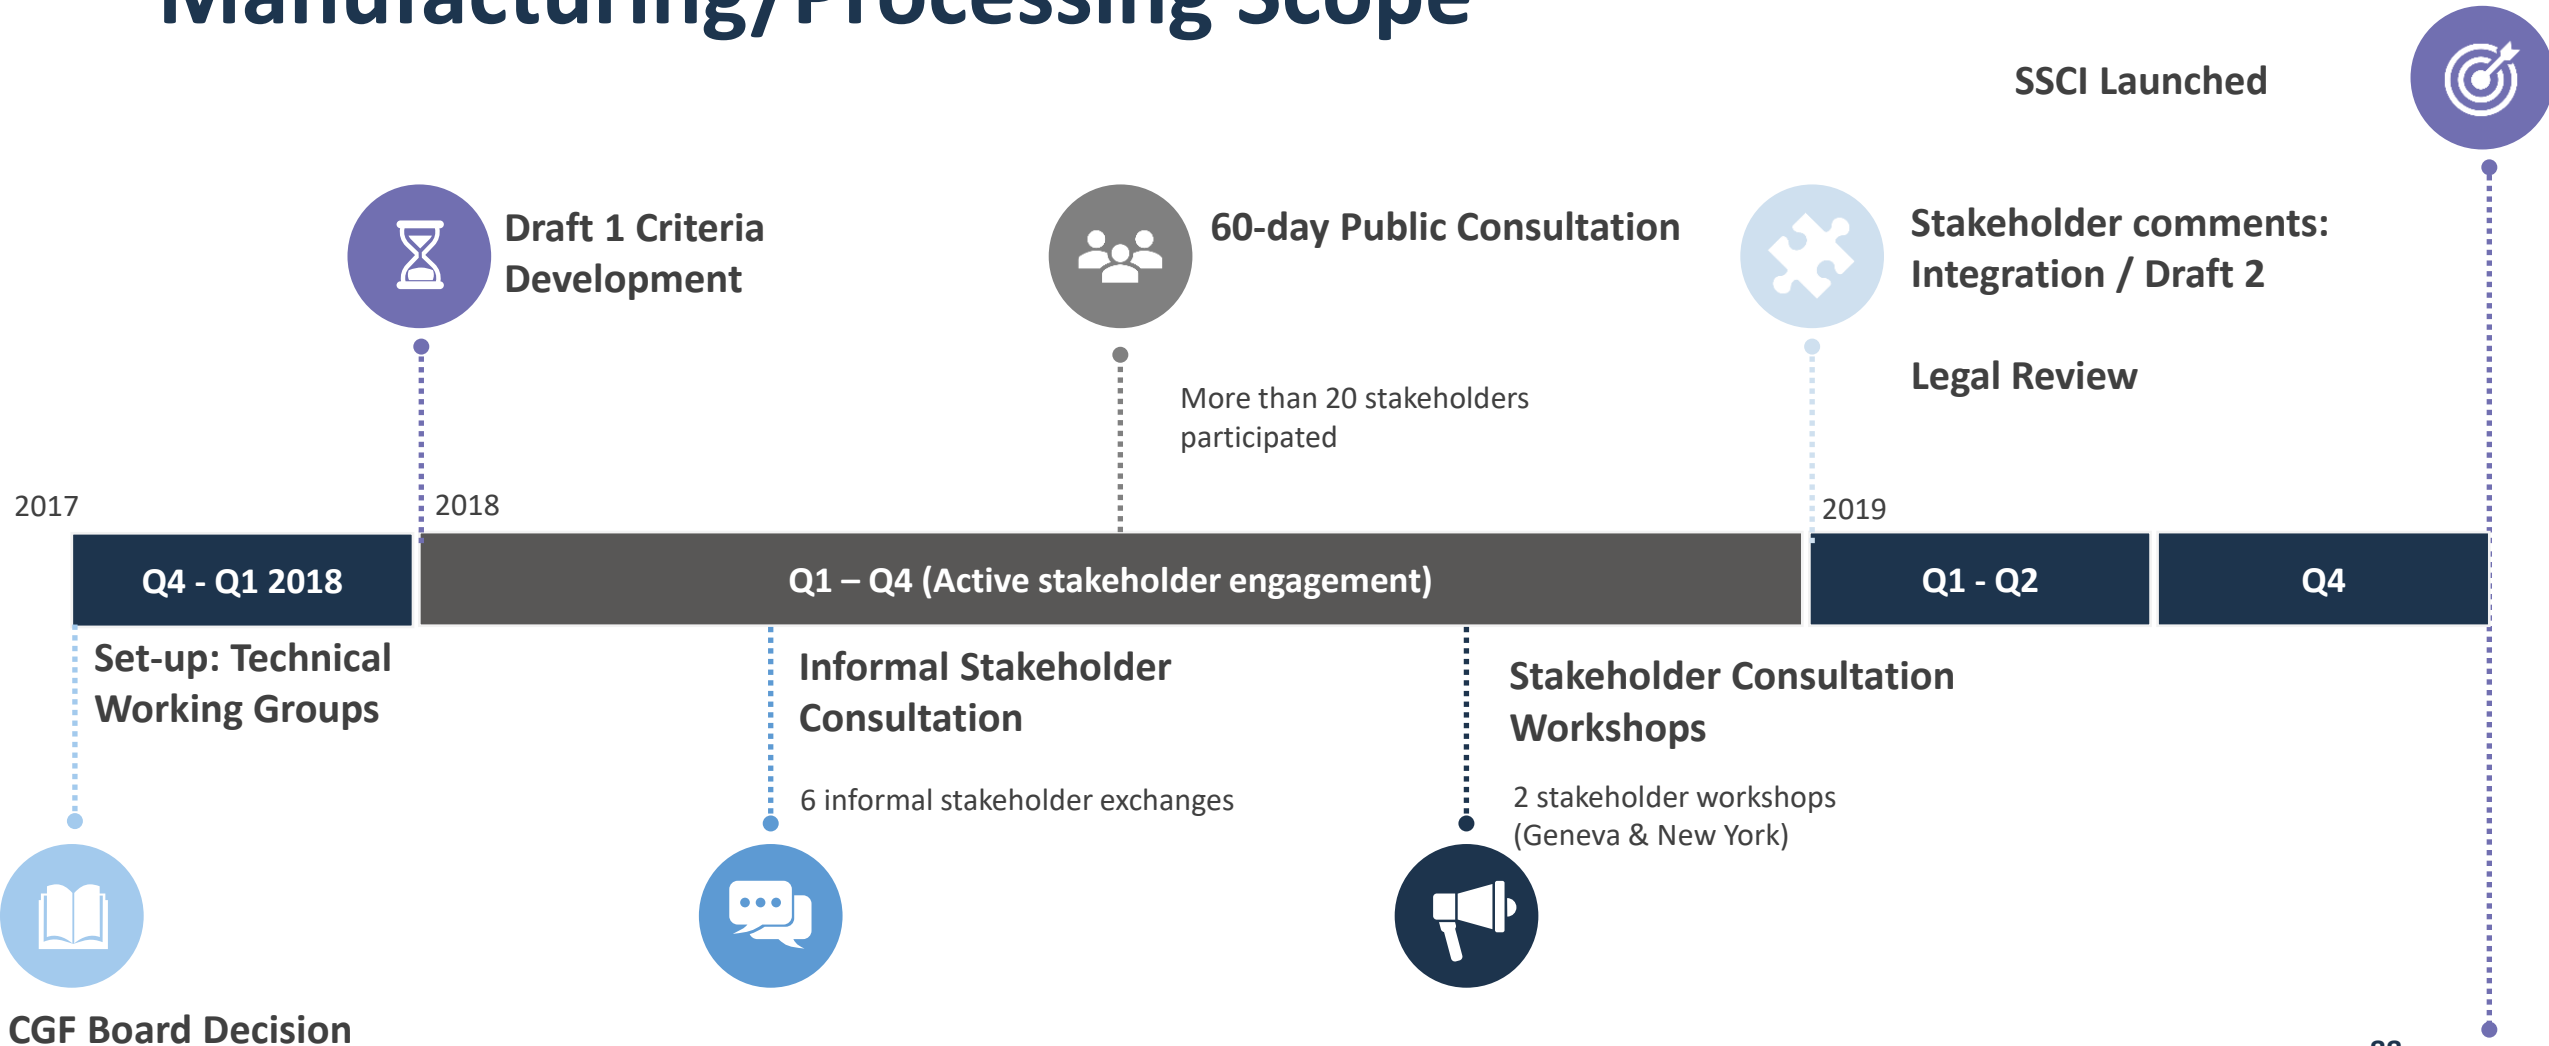 Manufacturing/Processing Scope
SSCI Launched
Draft 1 Criteria
Development
60-day Public Consultation
More than 20 stakeholders
participated
Stakeholder comments:
Integration / Draft 2
Legal Review
2017
2018
2019
Q4 - Q1 2018
Q1 – Q4 (Active stakeholder engagement)
Q1 - Q2
Q4
Set-up: Technical
Working Groups
Informal Stakeholder
Consultation
6 informal stakeholder exchanges
Stakeholder Consultation
Workshops
2 stakeholder workshops
(Geneva & New York)
CGF Board Decision